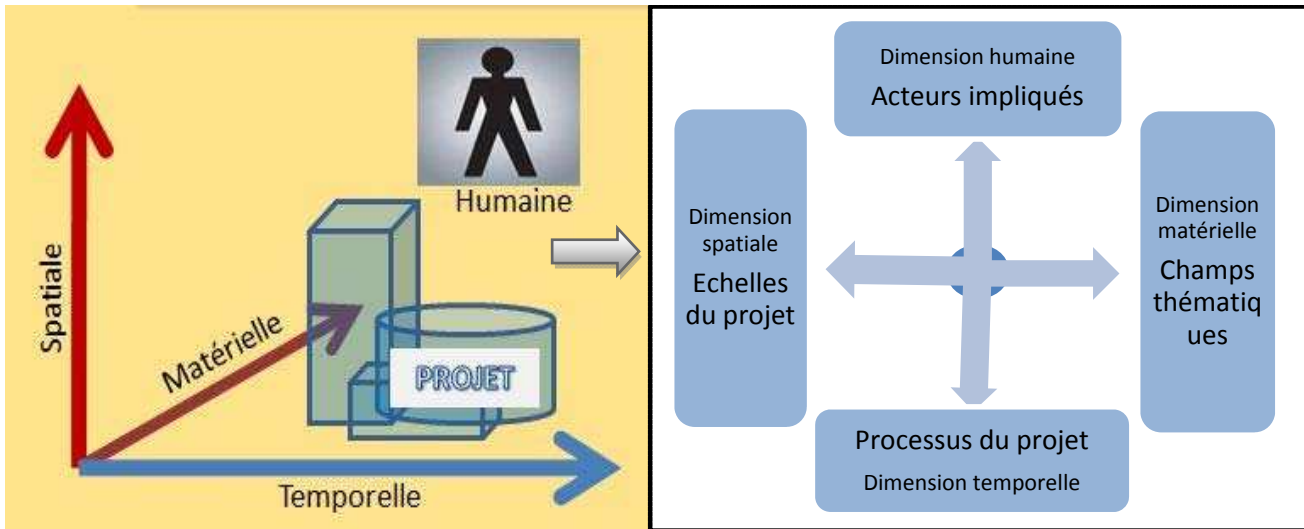 Spatiale
Matérielle
Humaine
PROJET
Temporelle
Dimension humaine
Acteurs impliqués
Dimension
spatiale
Echelles
du projet
Dimension
matérielle
Champs
thématiq
ues
Processus du projet
Dimension temporelle